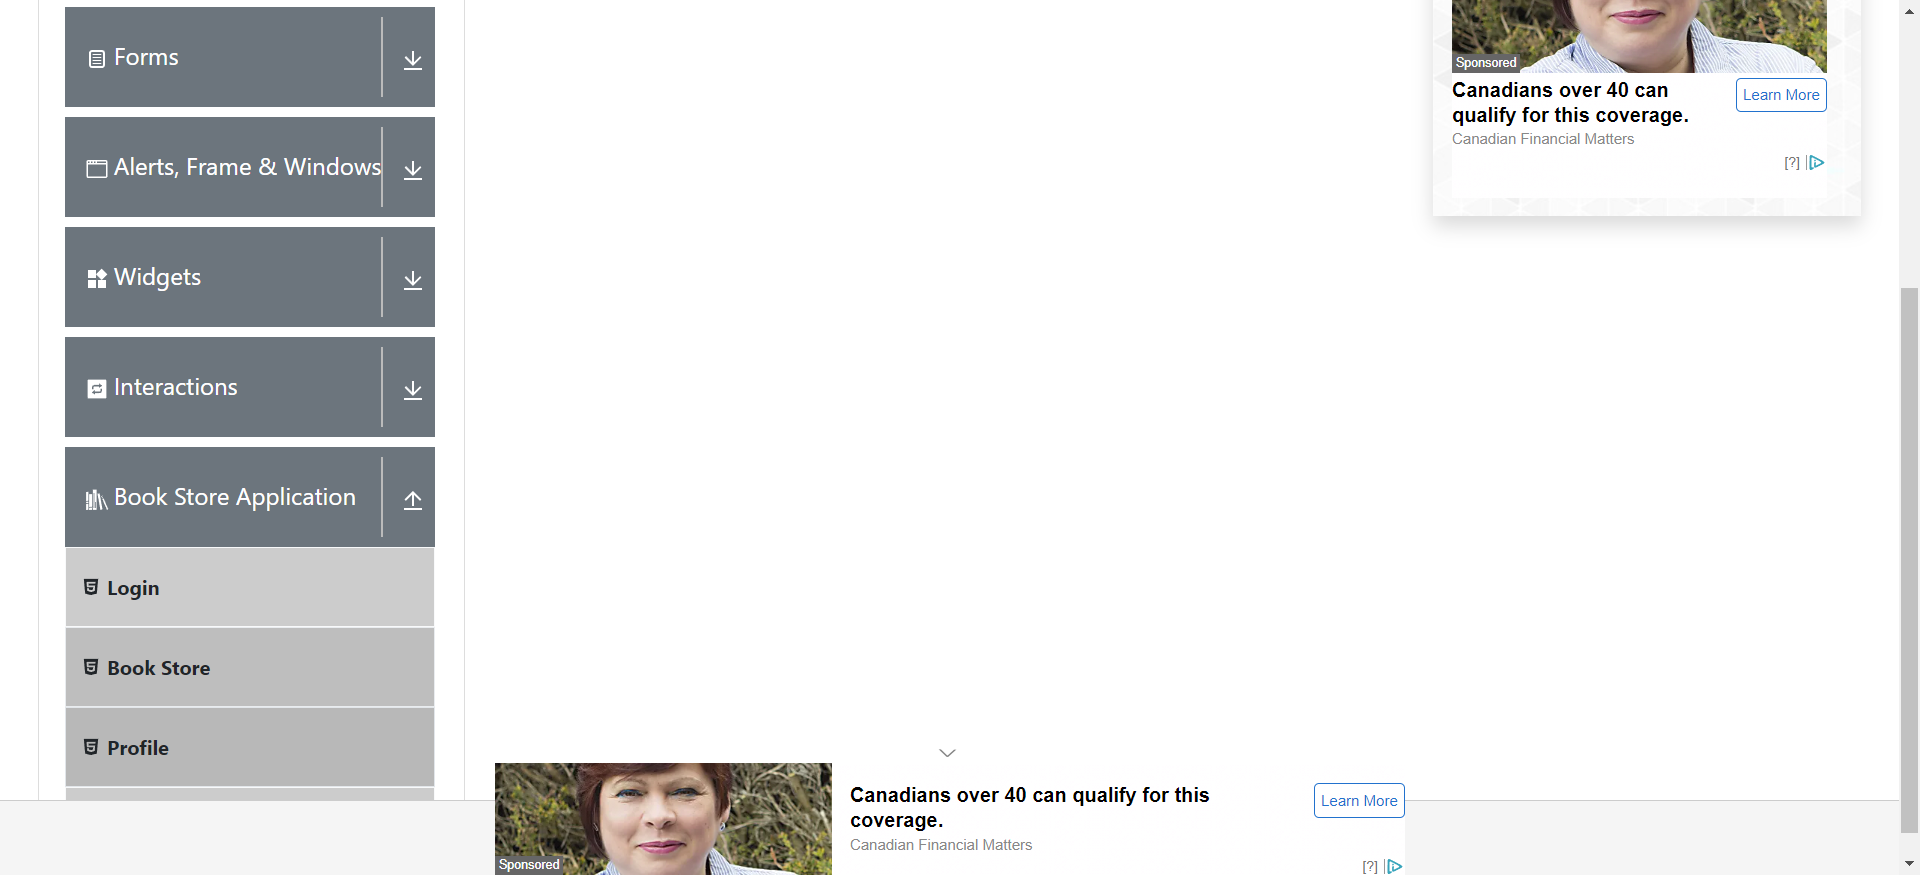 Forms
Alerts, Frame & Windows
Widgets
Interactions
Book Store Application
Login
Book Store
Profile
Sponsored
Canadians over 40 can
qualify for this coverage.
Canadian Financial Matters
Learn More
[?]
Sponsored
Canadians over 40 can qualify for this
coverage.
Canadian Financial Matters
Learn More
[?]